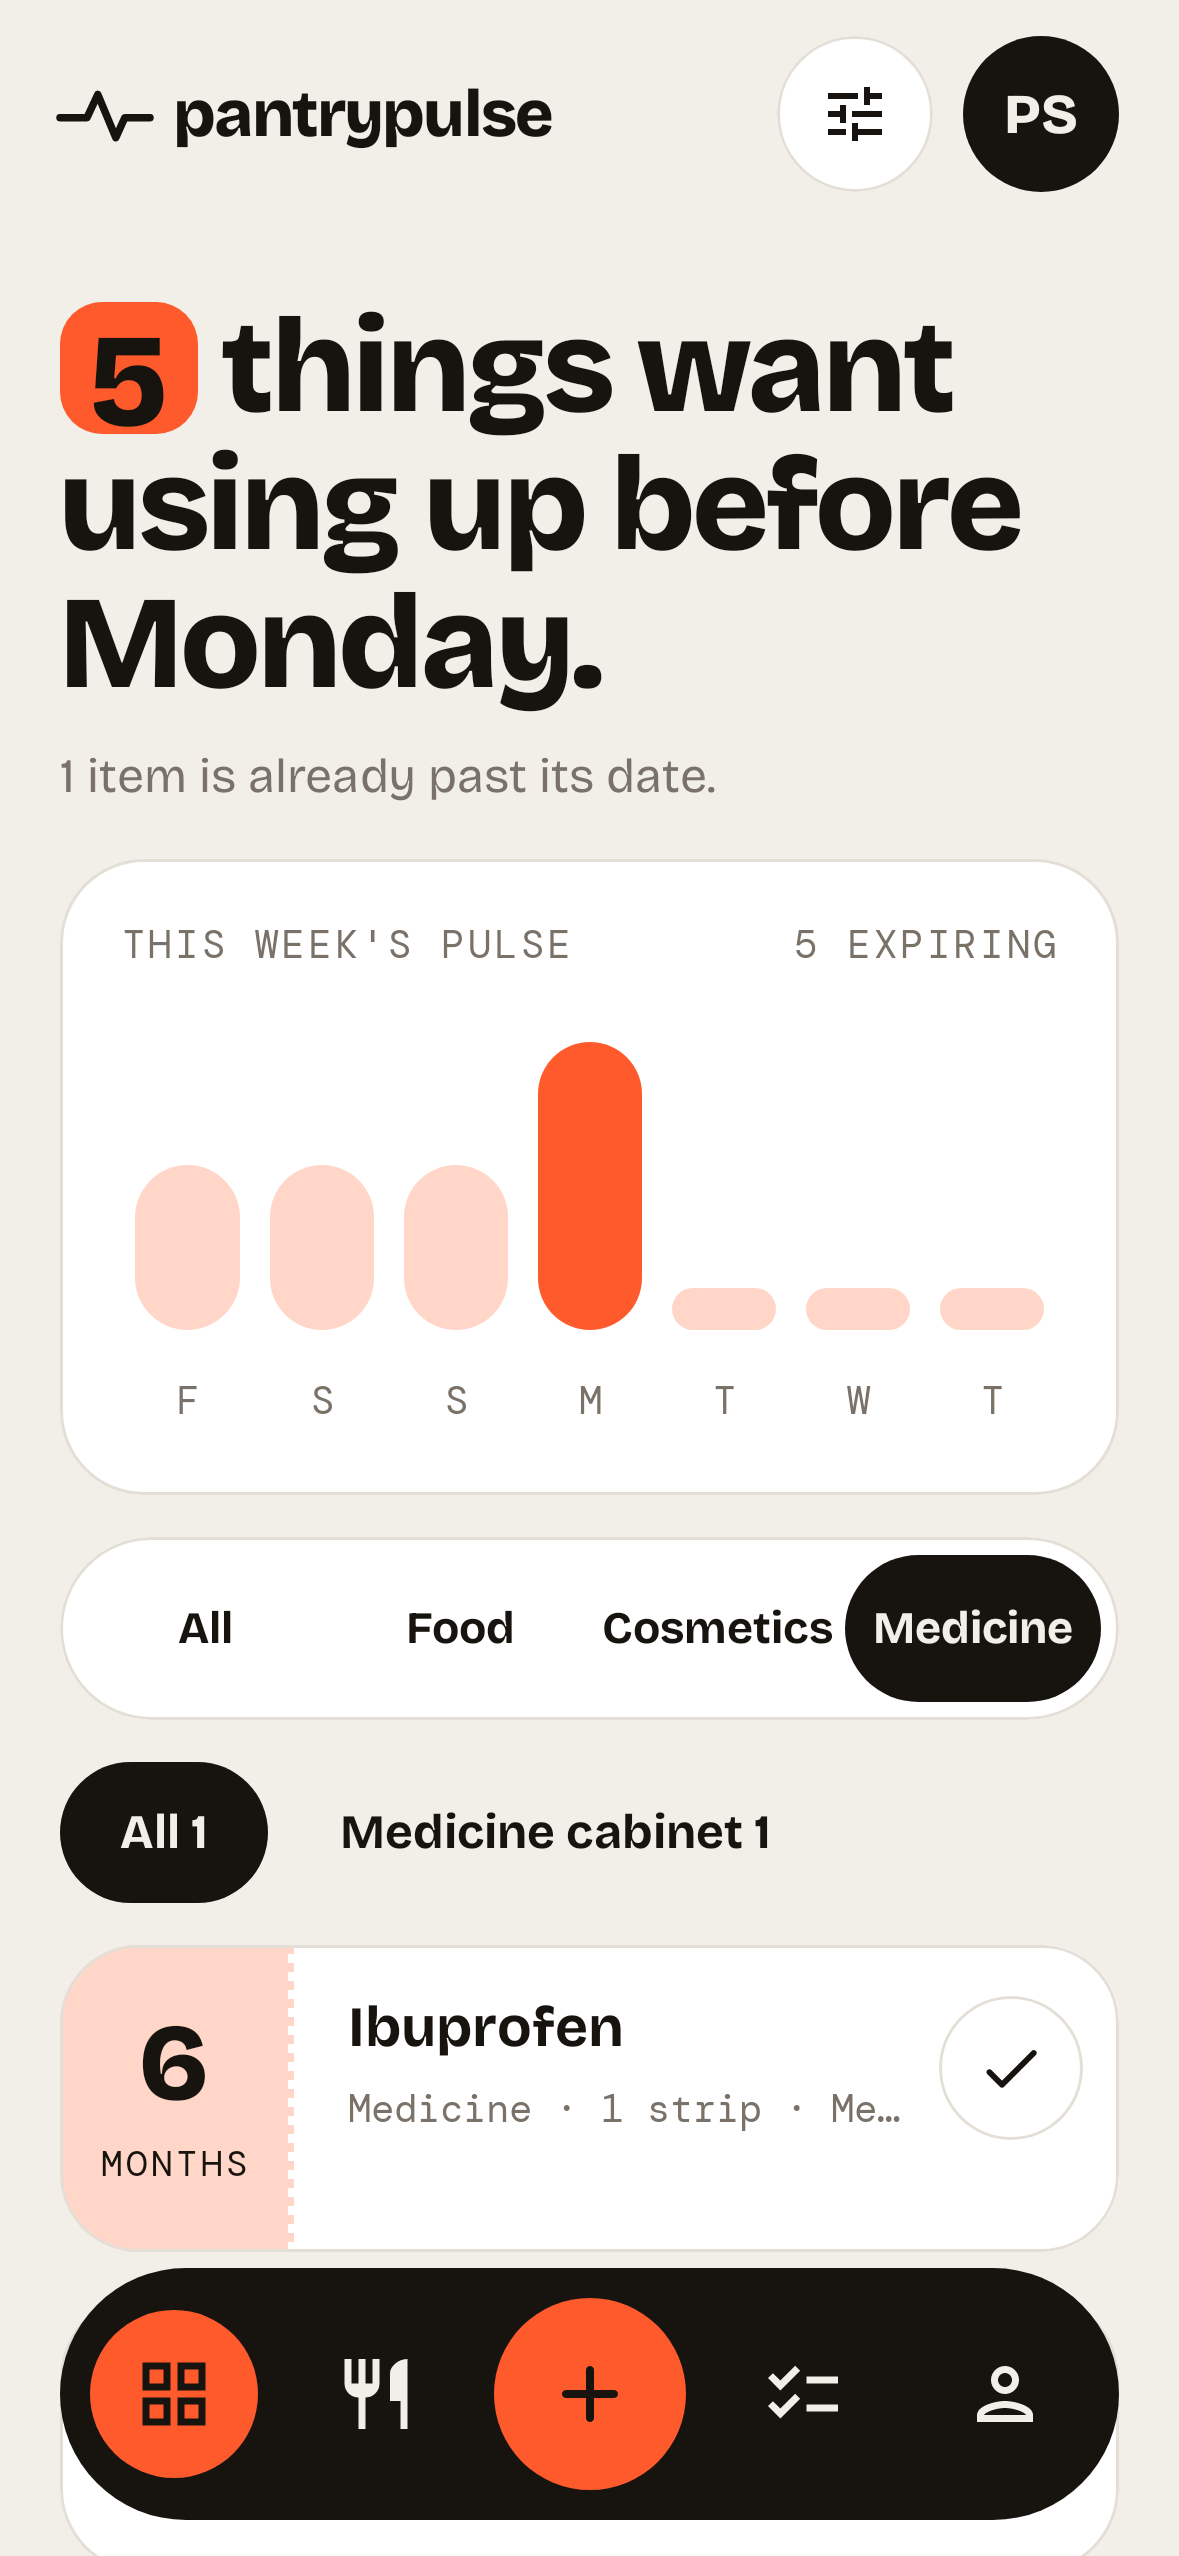 pantrypulse
PS
5 things want
using up before
Monday.
1 item is already past its date.
THIS WEEK'S PULSE 5 EXPIRING
F S S M T W T
All Food Cosmetics Medicine
All 1 Medicine cabinet 1
6
MONTHS
Ibuprofen
Medicine · 1 strip · Me…